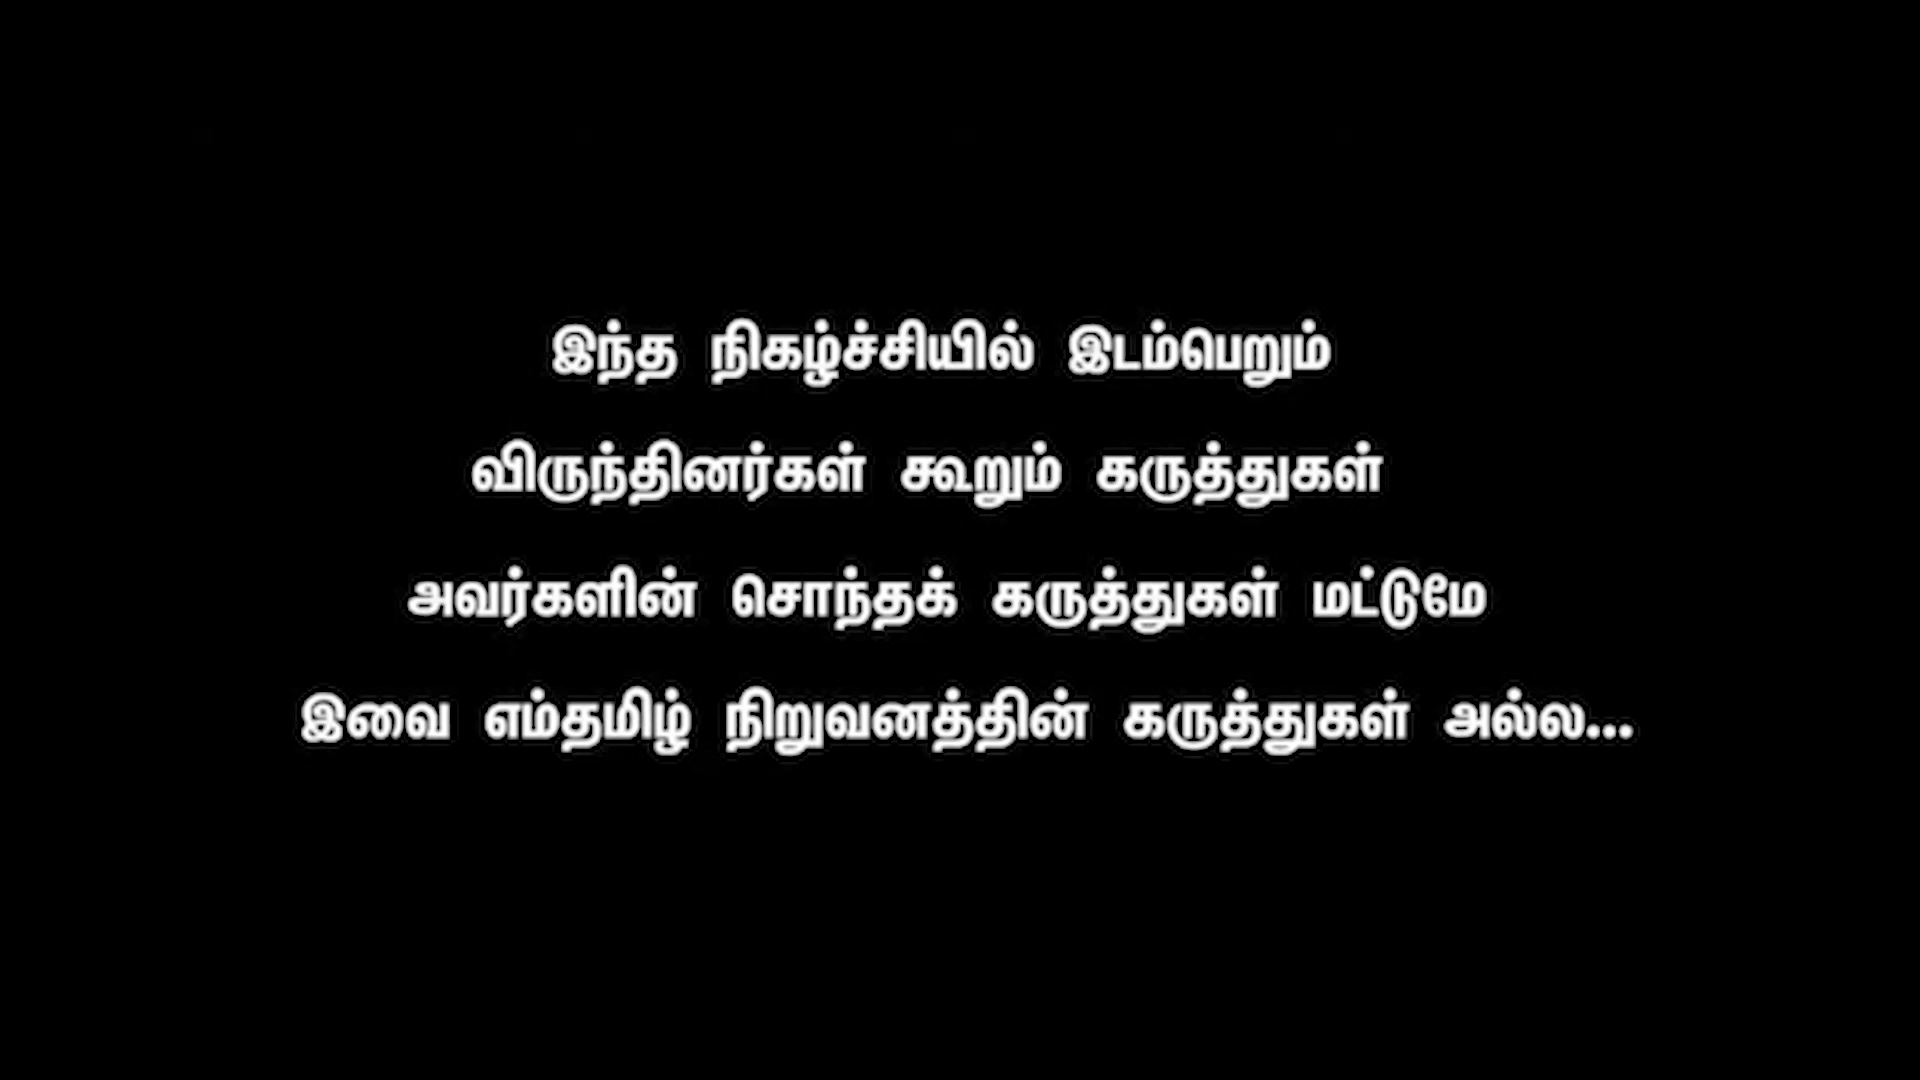 இந்த நிகழ்ச்சியில் இடம்பெறும்
விருந்தினர்கள் கூறும் கருத்துகள்
அவர்களின் சொந்தக் கருத்துகள் மட்டுமே
இவை எம்தமிழ் நிறுவனத்தின் கருத்துகள் அல்ல...